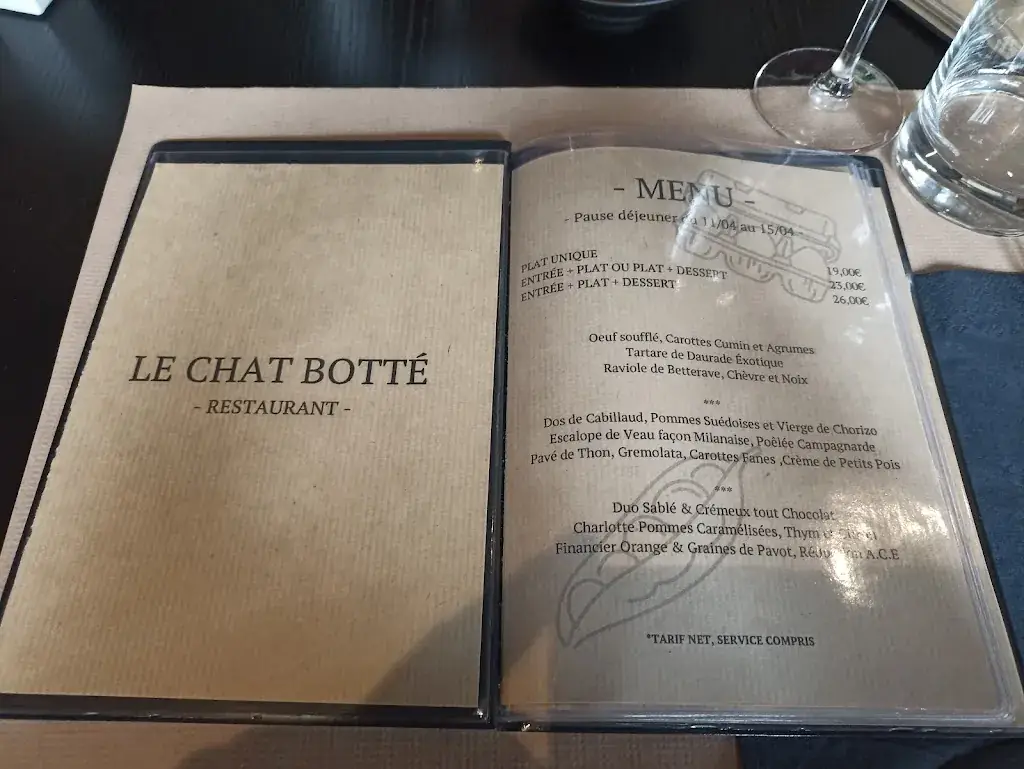 LE CHAT BOTTÉ
- RESTAURANT -
- MENU -
- Pause déjeuner du 11/04 au 15/04 -
PLAT UNIQUE 19,00€
ENTRÉE + PLAT OU PLAT + DESSERT 23,00€
ENTRÉE + PLAT + DESSERT 26,00€
Oeuf soufflé, Carottes Cumin et Agrumes
Tartare de Daurade Éxotique
Raviole de Betterave, Chèvre et Noix
***
Dos de Cabillaud, Pommes Suédoises et Vierge de Chorizo
Escalope de Veau façon Milanaise, Poêlée Campagnarde
Pavé de Thon, Gremolata, Carottes Fanes ,Crème de Petits Pois
***
Duo Sablé & Crémeux tout Chocolat
Charlotte Pommes Caramélisées, Thym et
Financier Orange & Graines de Pavot, Réduction A.C.E
*TARIF NET, SERVICE COMPRIS